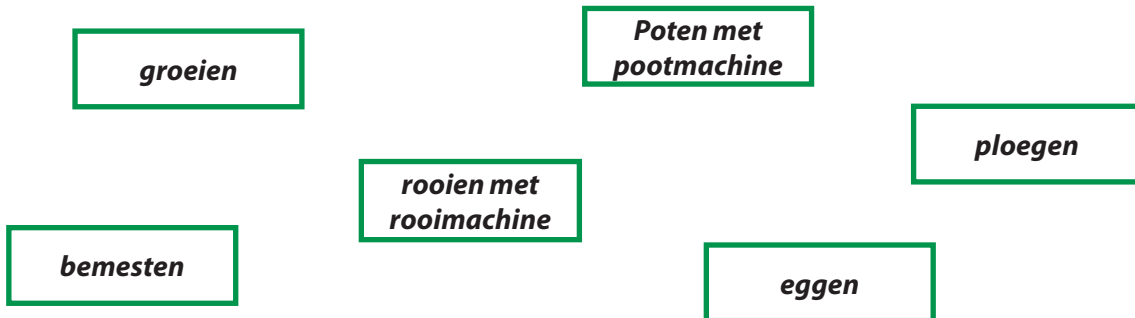 groeien
Poten met
pootmachine
ploegen
rooien met
rooimachine
bemesten
eggen